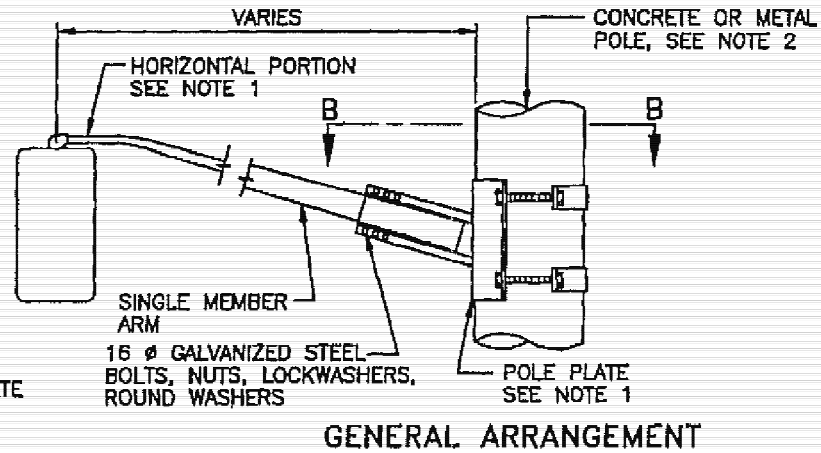 VARIES
CONCRETE OR METAL
POLE, SEE NOTE 2
HORIZONTAL PORTION
SEE NOTE 1
B
B
SINGLE MEMBER
ARM
16 ø GALVANIZED STEEL
BOLTS, NUTS, LOCKWASHERS,
ROUND WASHERS
TE
POLE PLATE
SEE NOTE 1
GENERAL ARRANGEMENT